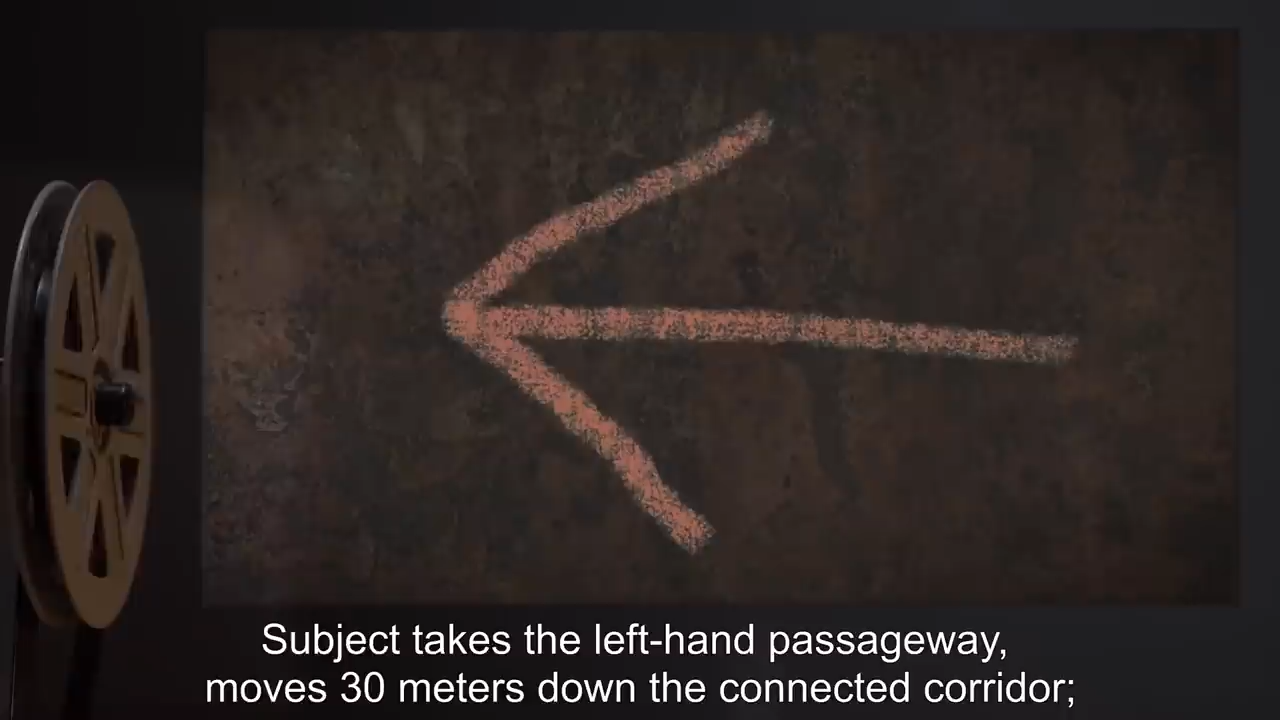 Subject takes the left-hand passageway,
moves 30 meters down the connected corridor;